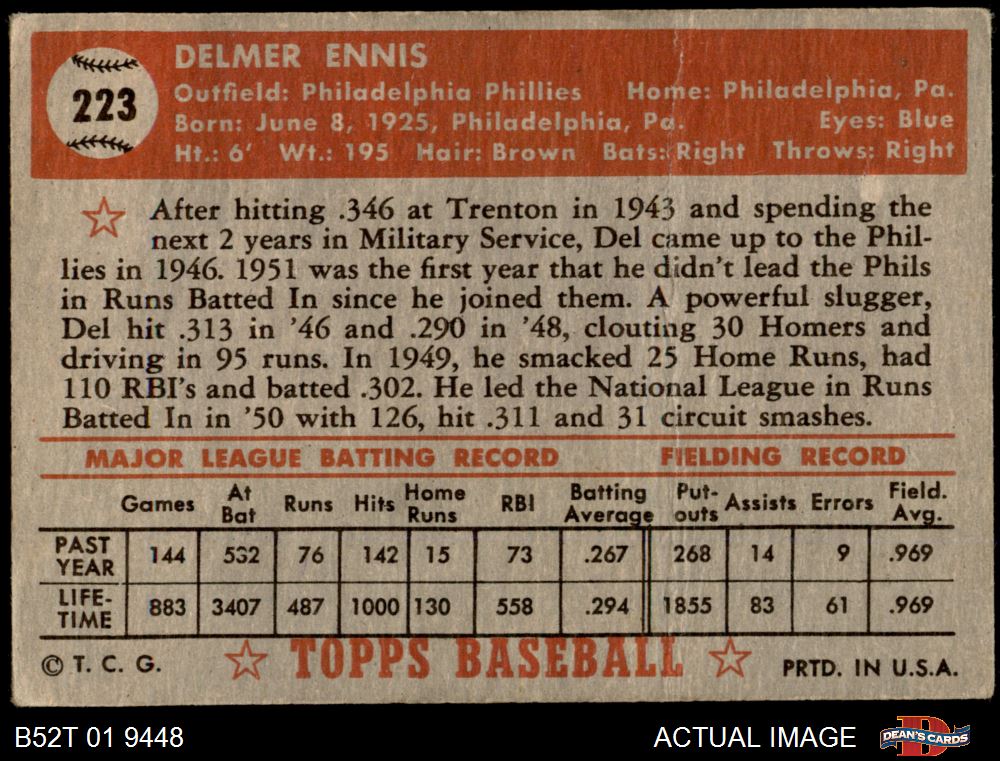 223
DELMER ENNIS
Outfield: Philadelphia Phillies Home: Philadelphia, Pa.
Born: June 8, 1925, Philadelphia, Pa. Eyes: Blue
Ht.: 6' Wt.: 195 Hair: Brown Bats: Right Throws: Right
After hitting .346 at Trenton in 1943 and spending the
next 2 years in Military Service, Del came up to the Phil-
lies in 1946. 1951 was the first year that he didn't lead the Phils
in Runs Batted In since he joined them. A powerful slugger,
Del hit .313 in '46 and .290 in '48, clouting 30 Homers and
driving in 95 runs. In 1949, he smacked 25 Home Runs, had
110 RBI's and batted .302. He led the National League in Runs
Batted In in '50 with 126, hit .311 and 31 circuit smashes.
MAJOR LEAGUE BATTING RECORD FIELDING RECORD
Games At Bat Runs Hits Home Runs RBI Batting Average Put-outs Assists Errors Field. Avg.
PAST YEAR 144 532 76 142 15 73 .267 268 14 9 .969
LIFE-TIME 883 3407 487 1000 130 558 .294 1855 83 61 .969
© T. C. G. TOPPS BASEBALL PRTD. IN U.S.A.
B52T 01 9448 ACTUAL IMAGE D DEAN'S CARDS